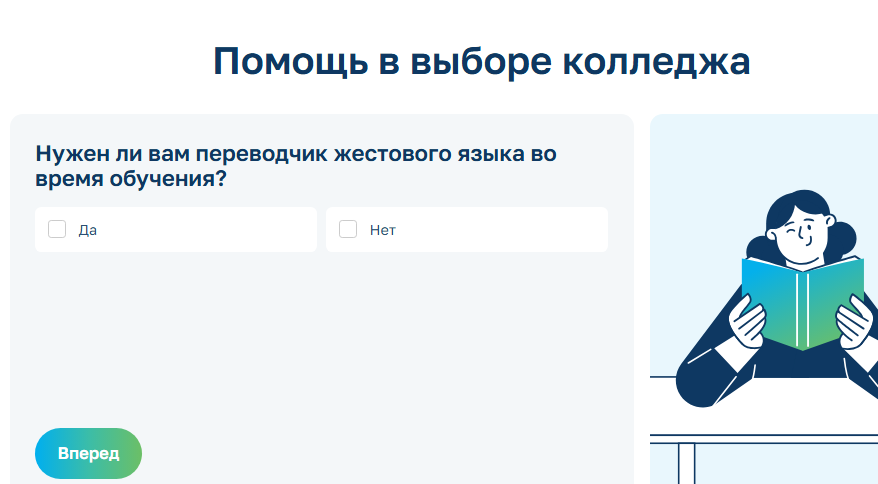 Помощь в выборе колледжа
Нужен ли вам переводчик жестового языка во
время обучения?
Да
Нет
Вперед